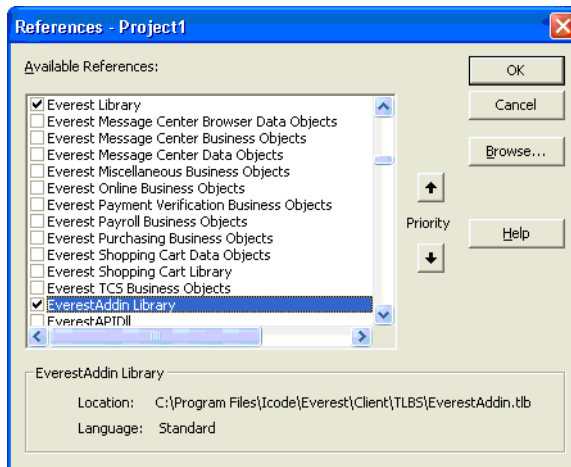 References - Project1
Available References:
Everest Library
Everest Message Center Browser Data Objects
Everest Message Center Business Objects
Everest Message Center Data Objects
Everest Miscellaneous Business Objects
Everest Online Business Objects
Everest Payment Verification Business Objects
Everest Payroll Business Objects
Everest Purchasing Business Objects
Everest Shopping Cart Data Objects
Everest Shopping Cart Library
Everest TCS Business Objects
EverestAddin Library
EverestAPIDll
OK
Cancel
Browse...
Priority
Help
EverestAddin Library
Location: C:\Program Files\Icode\Everest\Client\TLBS\EverestAddin.tlb
Language: Standard